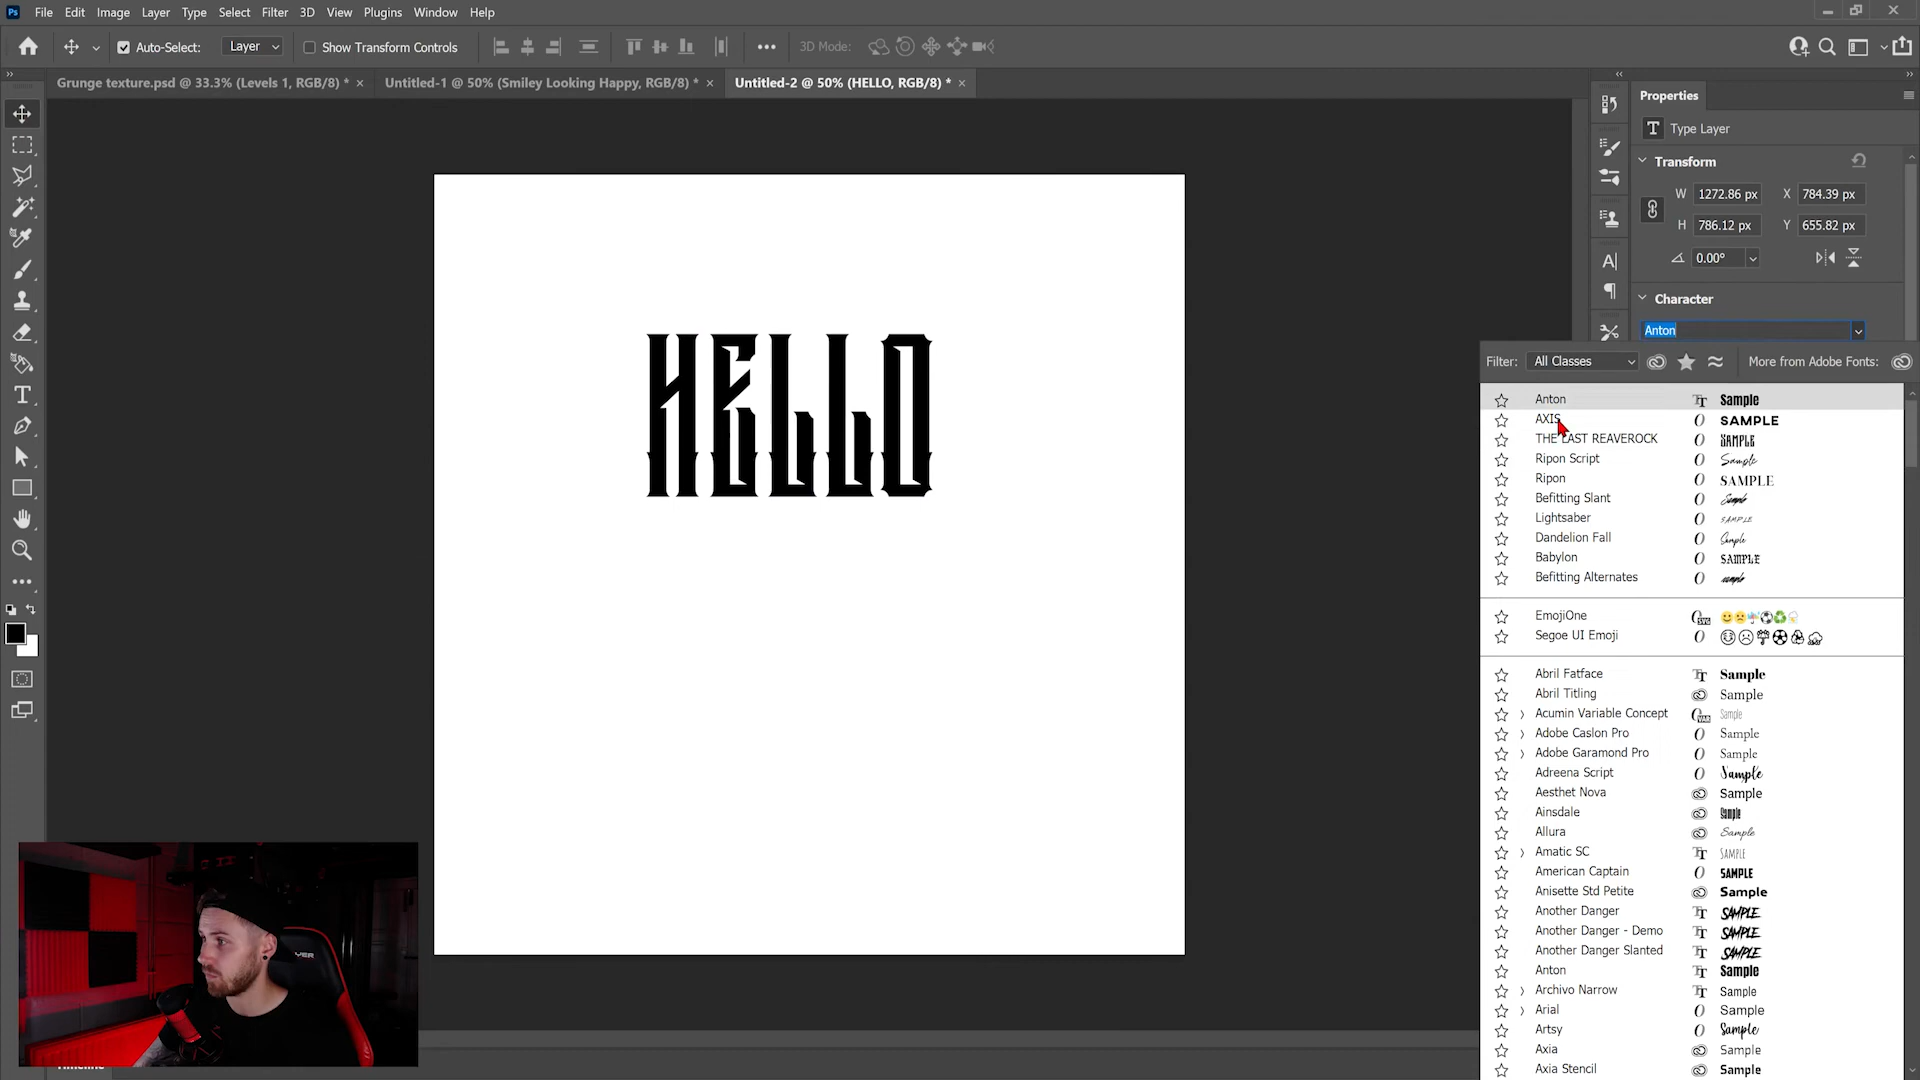 Ps File Edit Image Layer Type Select Filter 3D View Plugins Window Help
Auto-Select: Layer Show Transform Controls 3D Mode:
Grunge texture.psd @ 33.3% (Levels 1, RGB/8) * Untitled-1 @ 50% (Smiley Looking Happy, RGB/8) * Untitled-2 @ 50% (HELLO, RGB/8) *
Properties
Type Layer
Transform
W 1272.86 px X 784.39 px
H 786.12 px Y 655.82 px
0.00°
Character
Anton
HELLO
Filter: All Classes More from Adobe Fonts:
Anton Sample
AXIS SAMPLE
THE LAST REAVEROCK SAMPLE
Ripon Script Sample
Ripon SAMPLE
Befitting Slant Sample
Lightsaber SAMPLE
Dandelion Fall Sample
Babylon SAMPLE
Befitting Alternates sample
EmojiOne
Segoe UI Emoji
Abril Fatface Sample
Abril Titling Sample
Acumin Variable Concept Sample
Adobe Caslon Pro Sample
Adobe Garamond Pro Sample
Adreena Script Sample
Aesthet Nova Sample
Ainsdale Sample
Allura Sample
Amatic SC SAMPLE
American Captain SAMPLE
Anisette Std Petite Sample
Another Danger SAMPLE
Another Danger - Demo SAMPLE
Another Danger Slanted SAMPLE
Anton Sample
Archivo Narrow Sample
Arial Sample
Artsy Sample
Axia Sample
Axia Stencil Sample
Timeline